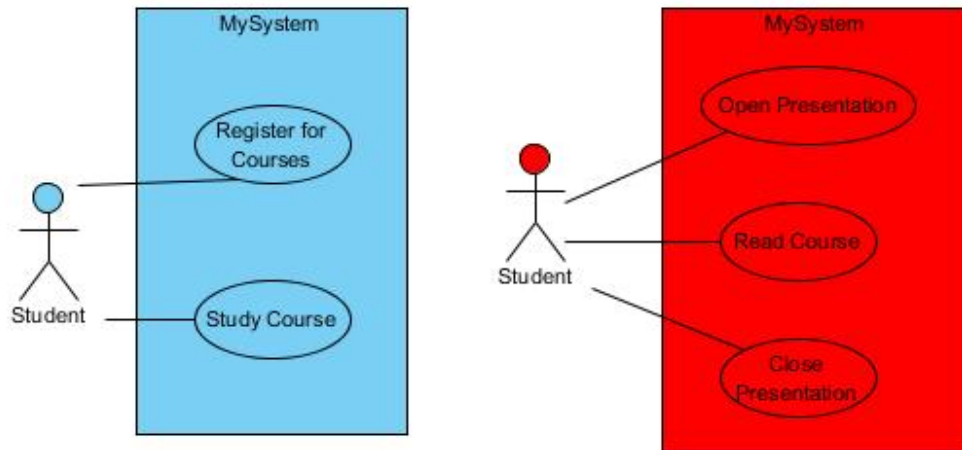 MySystem
Register for
Courses
Student
Study Course
MySystem
Open Presentation
Student
Read Course
Close
Presentation